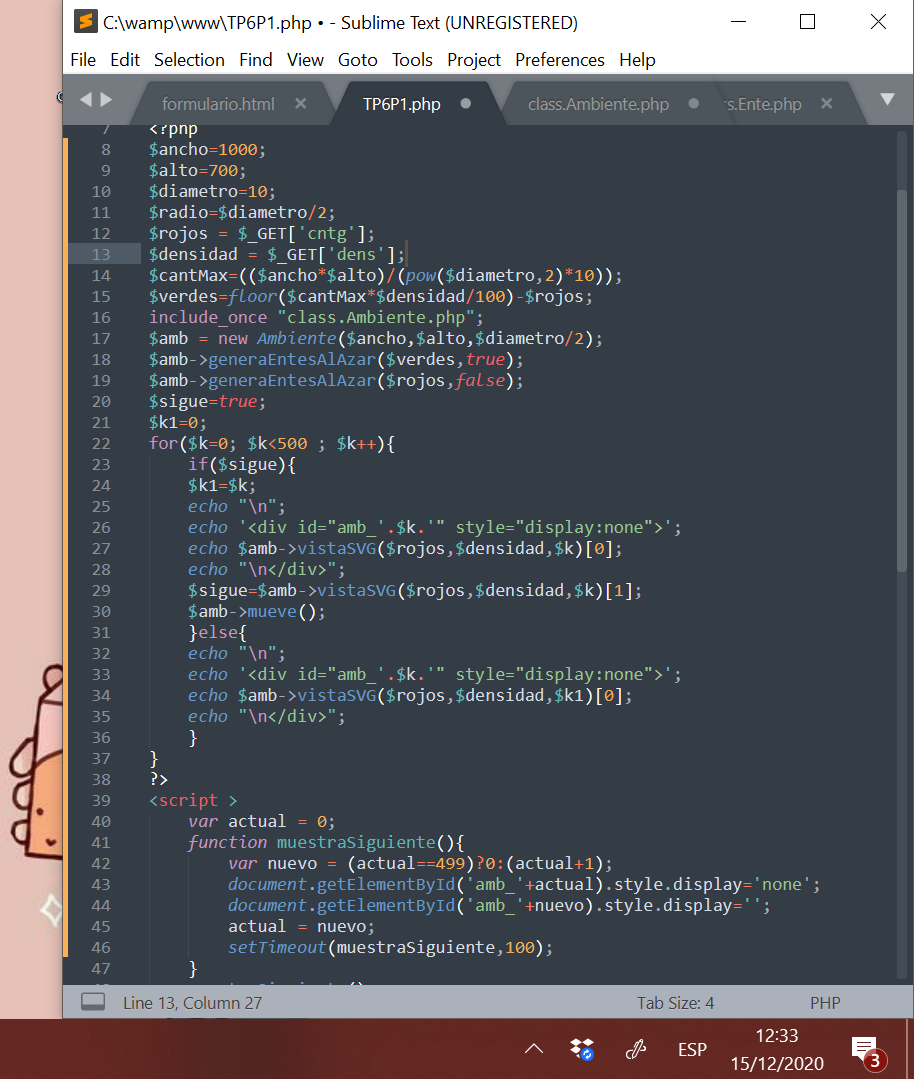 C:\wamp\www\TP6P1.php • - Sublime Text (UNREGISTERED)
File Edit Selection Find View Goto Tools Project Preferences Help
formulario.html TP6P1.php class.Ambiente.php s.Ente.php
7 <?php
8 $ancho=1000;
9 $alto=700;
10 $diametro=10;
11 $radio=$diametro/2;
12 $rojos = $_GET['cntg'];
13 $densidad = $_GET['dens'];
14 $cantMax=(($ancho*$alto)/(pow($diametro,2)*10));
15 $verdes=floor($cantMax*$densidad/100)-$rojos;
16 include_once "class.Ambiente.php";
17 $amb = new Ambiente($ancho,$alto,$diametro/2);
18 $amb->generaEntesAlAzar($verdes,true);
19 $amb->generaEntesAlAzar($rojos,false);
20 $sigue=true;
21 $k1=0;
22 for($k=0; $k<500 ; $k++){
23 if($sigue){
24 $k1=$k;
25 echo "\n";
26 echo '<div id="amb_'.$k.'" style="display:none">';
27 echo $amb->vistaSVG($rojos,$densidad,$k)[0];
28 echo "\n</div>";
29 $sigue=$amb->vistaSVG($rojos,$densidad,$k)[1];
30 $amb->mueve();
31 }else{
32 echo "\n";
33 echo '<div id="amb_'.$k.'" style="display:none">';
34 echo $amb->vistaSVG($rojos,$densidad,$k1)[0];
35 echo "\n</div>";
36 }
37 }
38 ?>
39 <script >
40 var actual = 0;
41 function muestraSiguiente(){
42 var nuevo = (actual==499)?0:(actual+1);
43 document.getElementById('amb_'+actual).style.display='none';
44 document.getElementById('amb_'+nuevo).style.display='';
45 actual = nuevo;
46 setTimeout(muestraSiguiente,100);
47 }
Line 13, Column 27 Tab Size: 4 PHP
ESP 12:33 3
15/12/2020